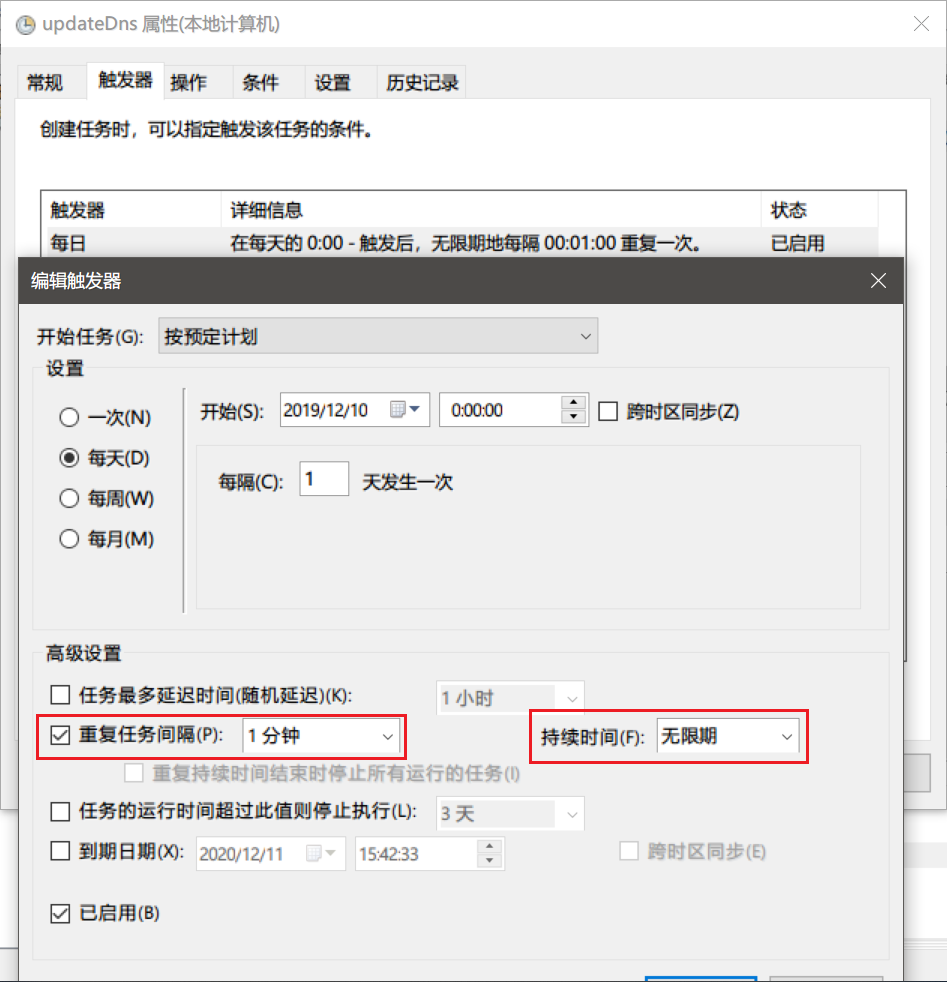 updateDns 属性(本地计算机)
常规 触发器 操作 条件 设置 历史记录
创建任务时，可以指定触发该任务的条件。
触发器 详细信息 状态
每日 在每天的 0:00 - 触发后，无限期地每隔 00:01:00 重复一次。 已启用
编辑触发器
开始任务(G): 按预定计划
设置
一次(N)
每天(D)
每周(W)
每月(M)
开始(S): 2019/12/10 0:00:00 跨时区同步(Z)
每隔(C): 1 天发生一次
高级设置
任务最多延迟时间(随机延迟)(K): 1 小时
重复任务间隔(P): 1 分钟 持续时间(F): 无限期
重复持续时间结束时停止所有运行的任务(I)
任务的运行时间超过此值则停止执行(L): 3 天
到期日期(X): 2020/12/11 15:42:33 跨时区同步(E)
已启用(B)